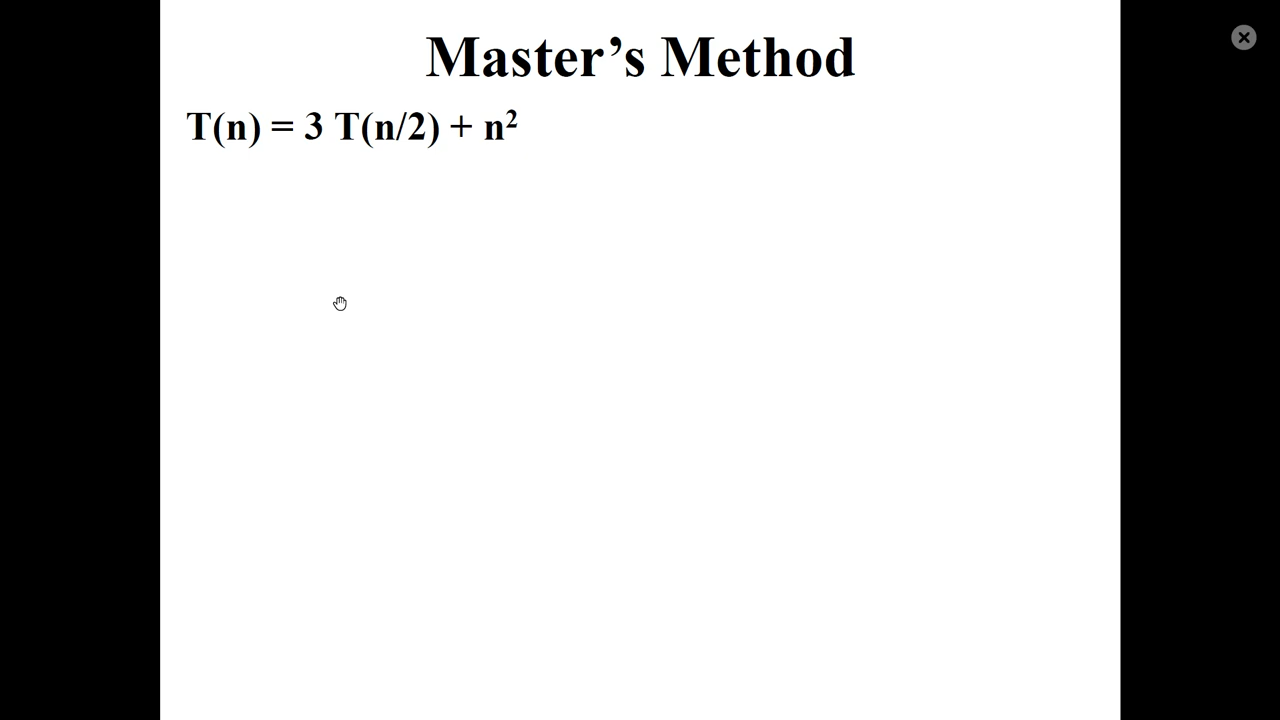 Master’s Method
T(n) = 3 T(n/2) + n²